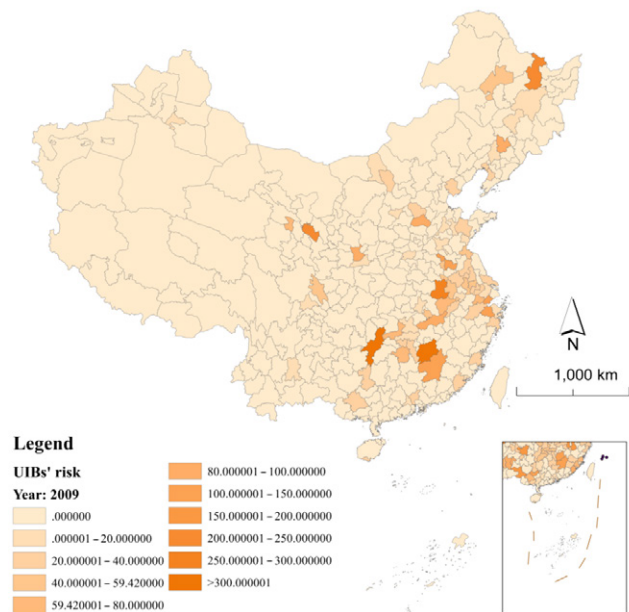 N
1,000 km
Legend
UIBs' risk
Year: 2009
.000000
.000001 – 20.000000
20.000001 – 40.000000
40.000001 – 59.420000
59.420001 – 80.000000
80.000001 – 100.000000
100.000001 – 150.000000
150.000001 – 200.000000
200.000001 – 250.000000
250.000001 – 300.000000
>300.000001